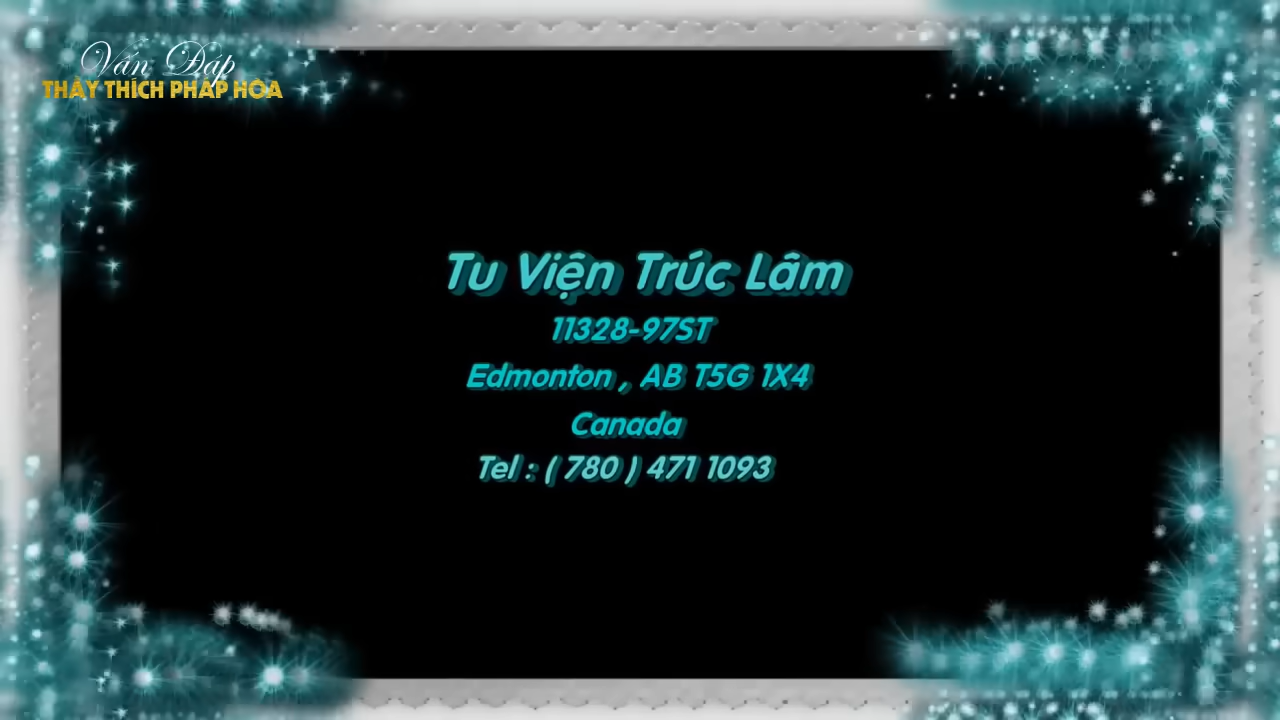 Vấn Đáp
THẦY THÍCH PHÁP HÒA
Tu Viện Trúc Lâm
11328-97ST
Edmonton , AB T5G 1X4
Canada
Tel : ( 780 ) 471 1093